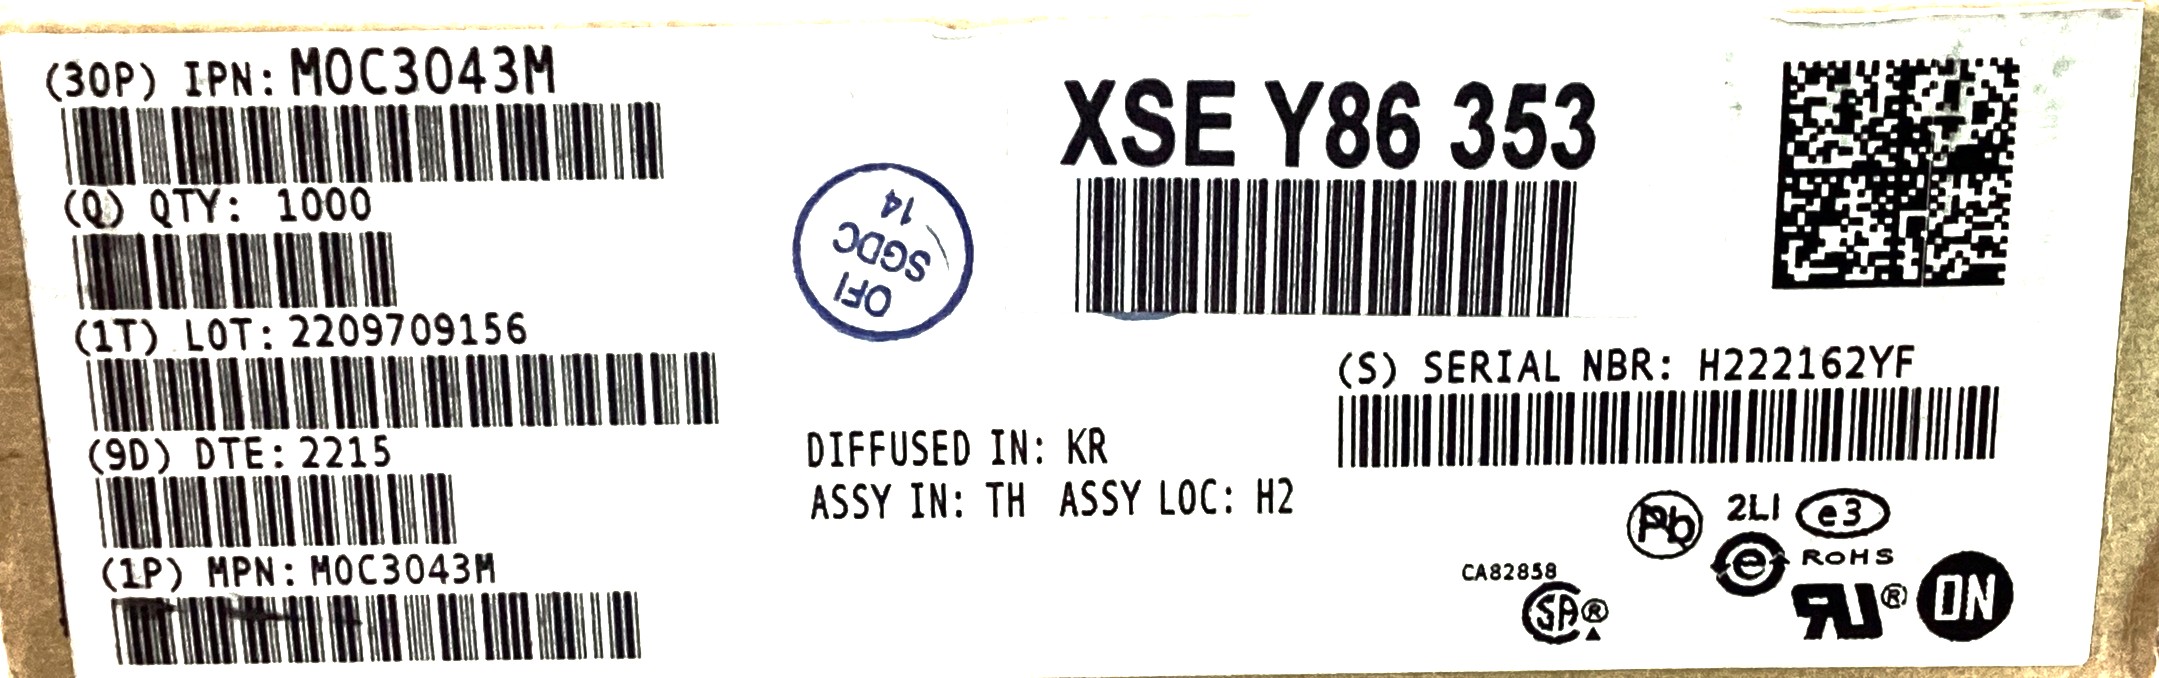 (30P) IPN: MOC3043M
(Q) QTY: 1000
(1T) LOT: 2209709156
(9D) DTE: 2215
(1P) MPN: MOC3043M
OFI
SGDC
14
XSE Y86 353
(S) SERIAL NBR: H222162YF
DIFFUSED IN: KR
ASSY IN: TH ASSY LOC: H2
Pb
2LI
e3
e
RoHS
CA82858
SA®
RU®
ON